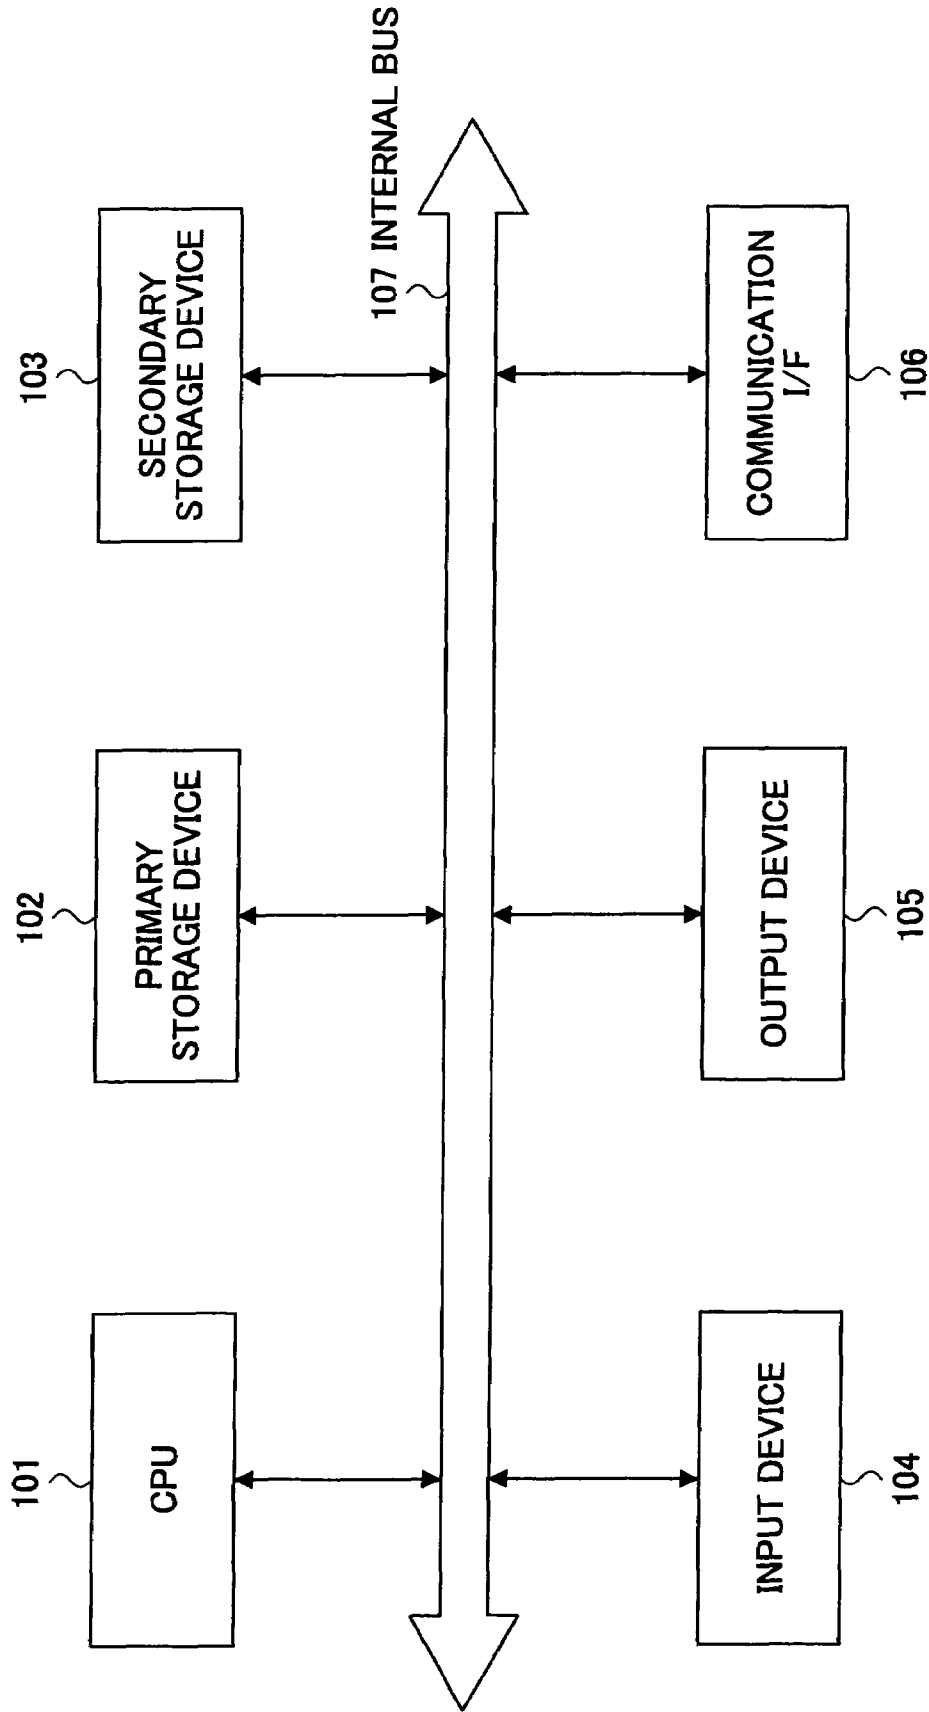 101
CPU
102
PRIMARY
STORAGE DEVICE
103
SECONDARY
STORAGE DEVICE
107 INTERNAL BUS
INPUT DEVICE
104
OUTPUT DEVICE
105
COMMUNICATION
I/F
106